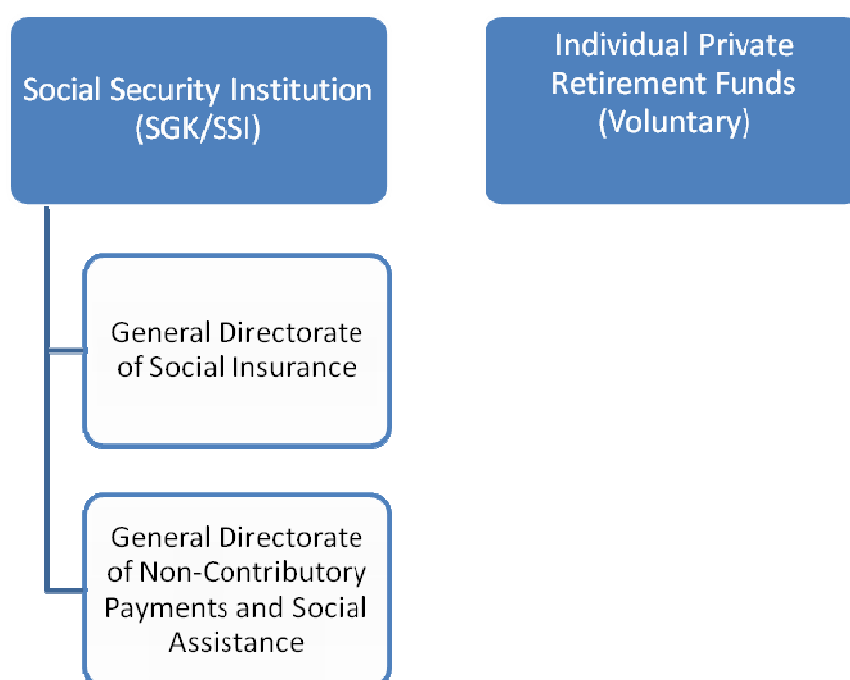 Social Security Institution
(SGK/SSI)
Individual Private
Retirement Funds
(Voluntary)
General Directorate
of Social Insurance
General Directorate
of Non-Contributory
Payments and Social
Assistance